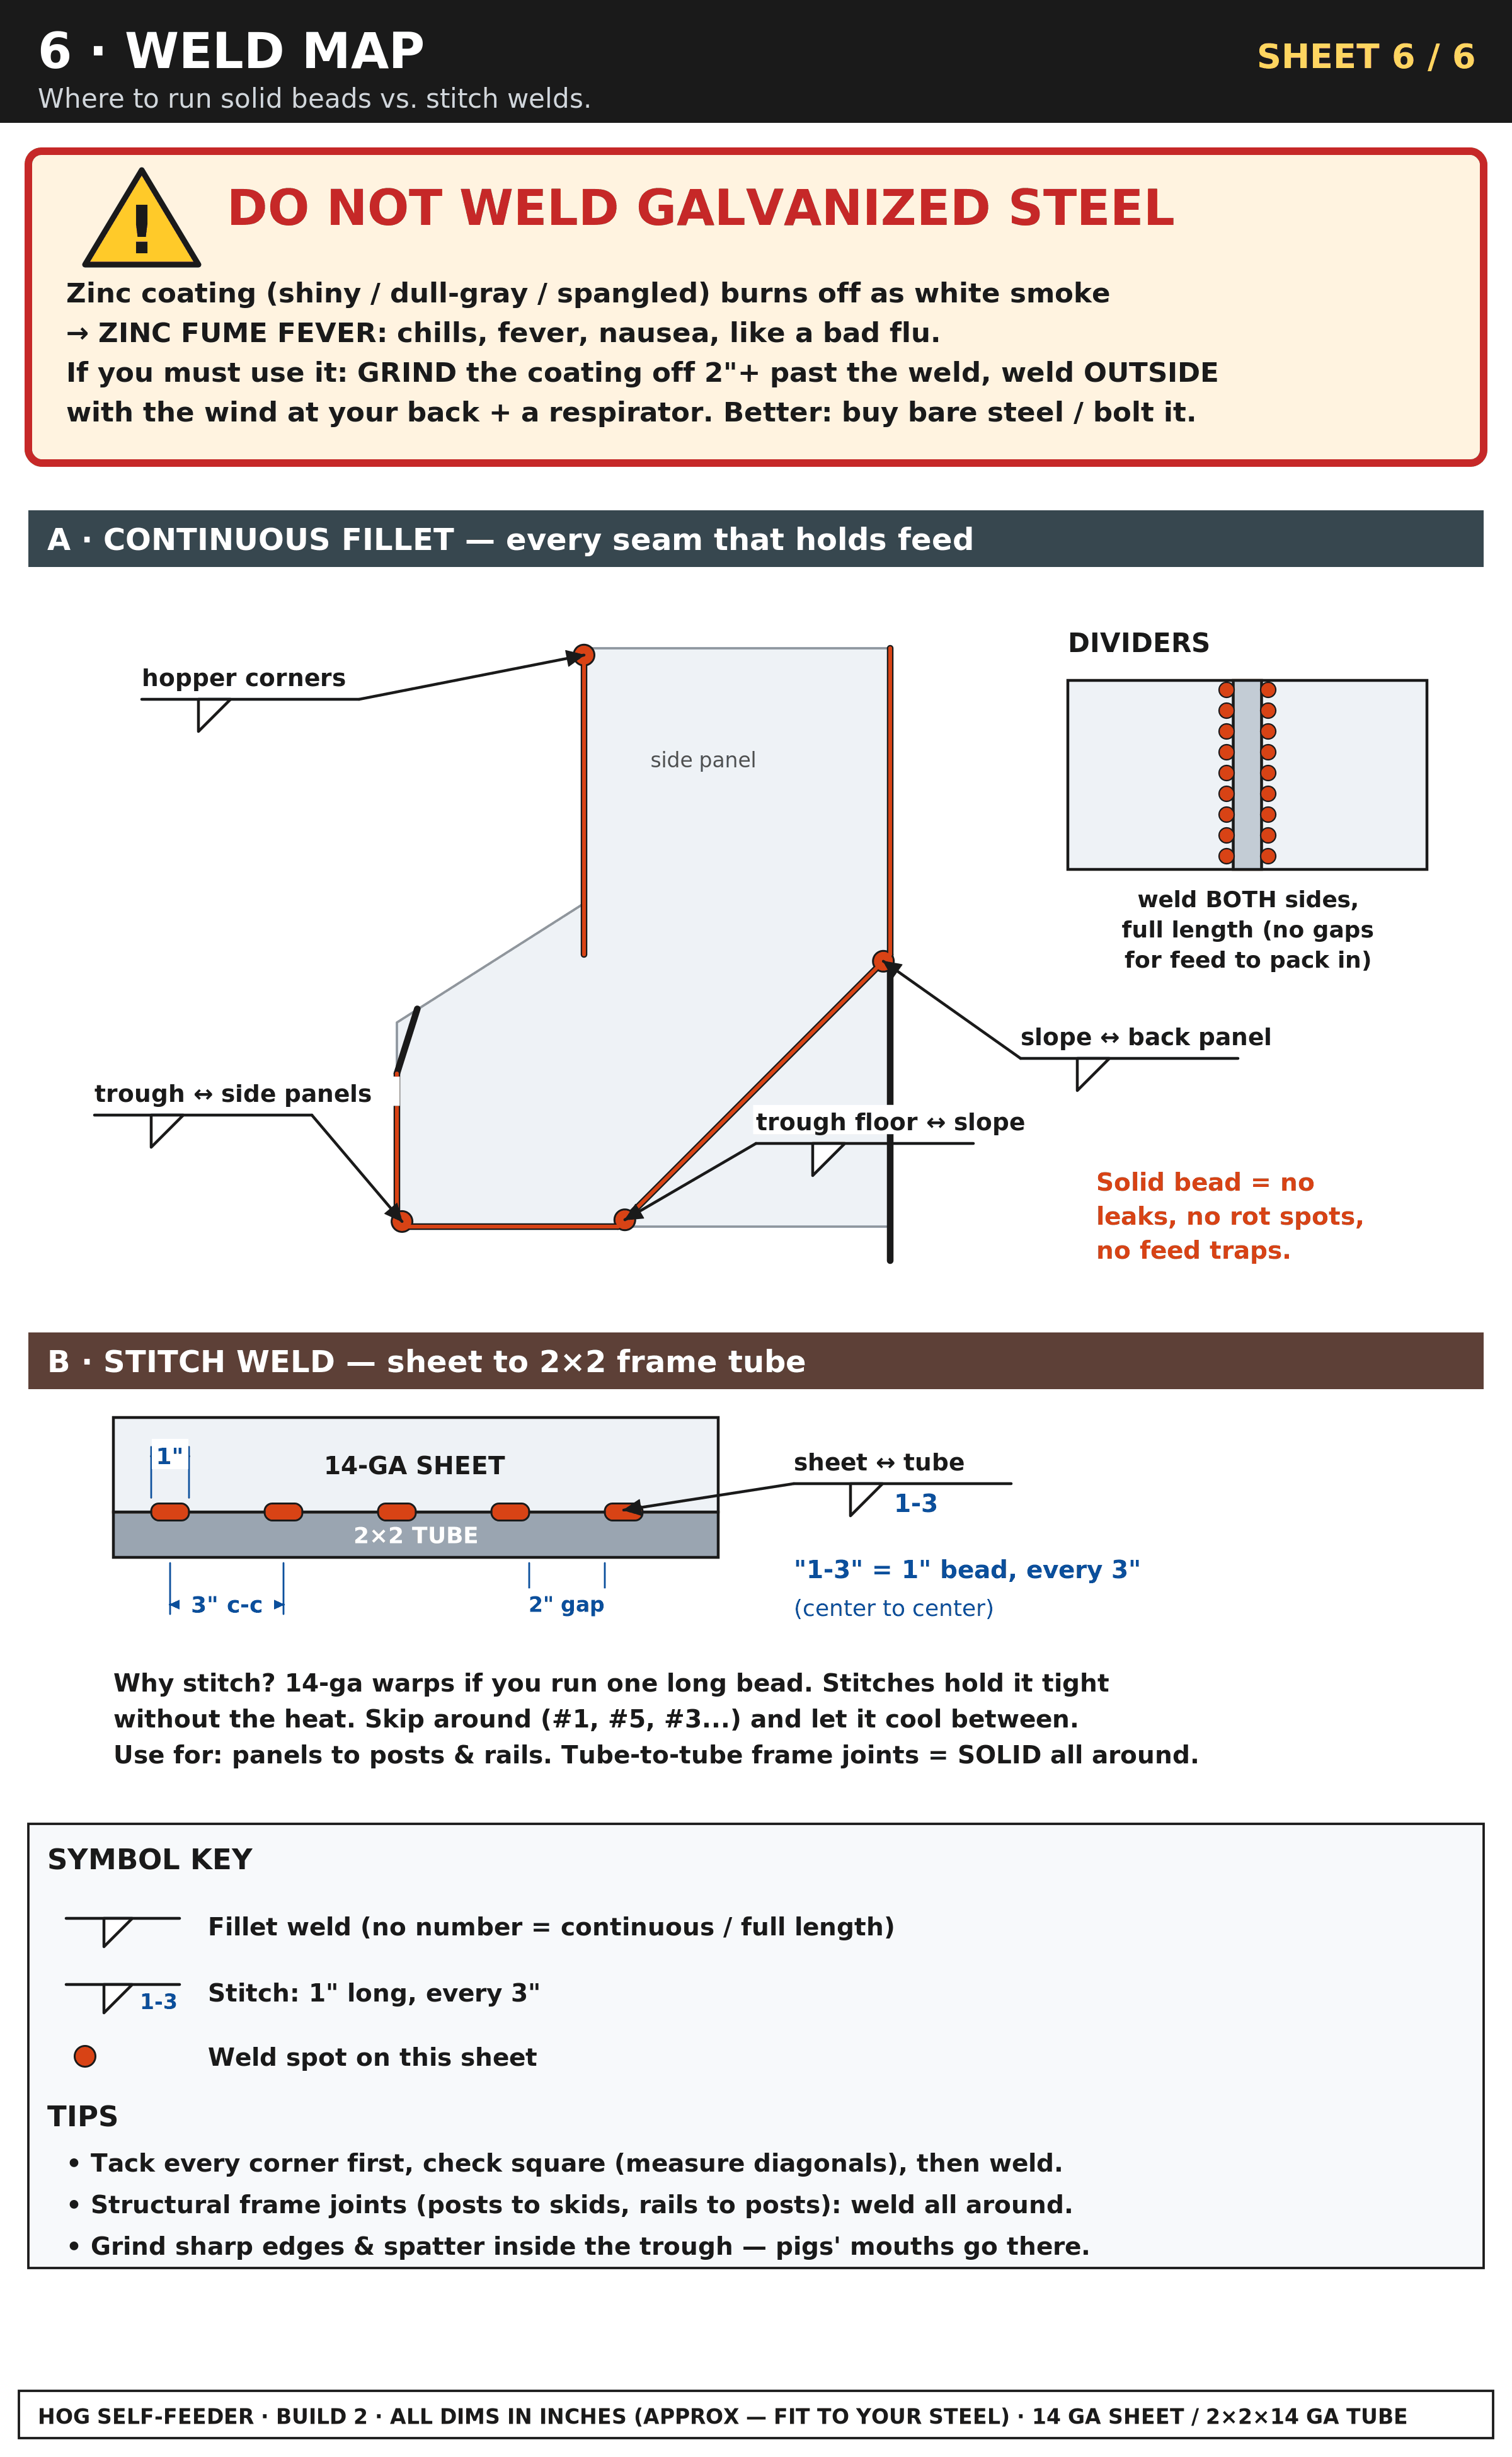 6 · WELD MAP
SHEET 6 / 6
Where to run solid beads vs. stitch welds.
!
DO NOT WELD GALVANIZED STEEL
Zinc coating (shiny / dull-gray / spangled) burns off as white smoke
→ ZINC FUME FEVER: chills, fever, nausea, like a bad flu.
If you must use it: GRIND the coating off 2"+ past the weld, weld OUTSIDE
with the wind at your back + a respirator. Better: buy bare steel / bolt it.
A · CONTINUOUS FILLET — every seam that holds feed
DIVIDERS
hopper corners
side panel
weld BOTH sides,
full length (no gaps
for feed to pack in)
slope ↔ back panel
trough ↔ side panels
trough floor ↔ slope
Solid bead = no
leaks, no rot spots,
no feed traps.
B · STITCH WELD — sheet to 2×2 frame tube
1"
14-GA SHEET
sheet ↔ tube
1-3
2×2 TUBE
"1-3" = 1" bead, every 3"
3" c-c
2" gap
(center to center)
Why stitch? 14-ga warps if you run one long bead. Stitches hold it tight
without the heat. Skip around (#1, #5, #3...) and let it cool between.
Use for: panels to posts & rails. Tube-to-tube frame joints = SOLID all around.
SYMBOL KEY
Fillet weld (no number = continuous / full length)
1-3
Stitch: 1" long, every 3"
Weld spot on this sheet
TIPS
• Tack every corner first, check square (measure diagonals), then weld.
• Structural frame joints (posts to skids, rails to posts): weld all around.
• Grind sharp edges & spatter inside the trough — pigs' mouths go there.
HOG SELF-FEEDER · BUILD 2 · ALL DIMS IN INCHES (APPROX — FIT TO YOUR STEEL) · 14 GA SHEET / 2×2×14 GA TUBE